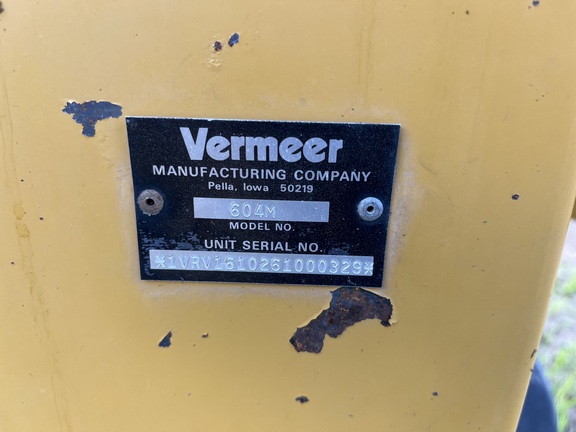 Vermeer
MANUFACTURING COMPANY
Pella, Iowa 50219
604M
MODEL NO.
UNIT SERIAL NO.
*1VRV1610261000329*